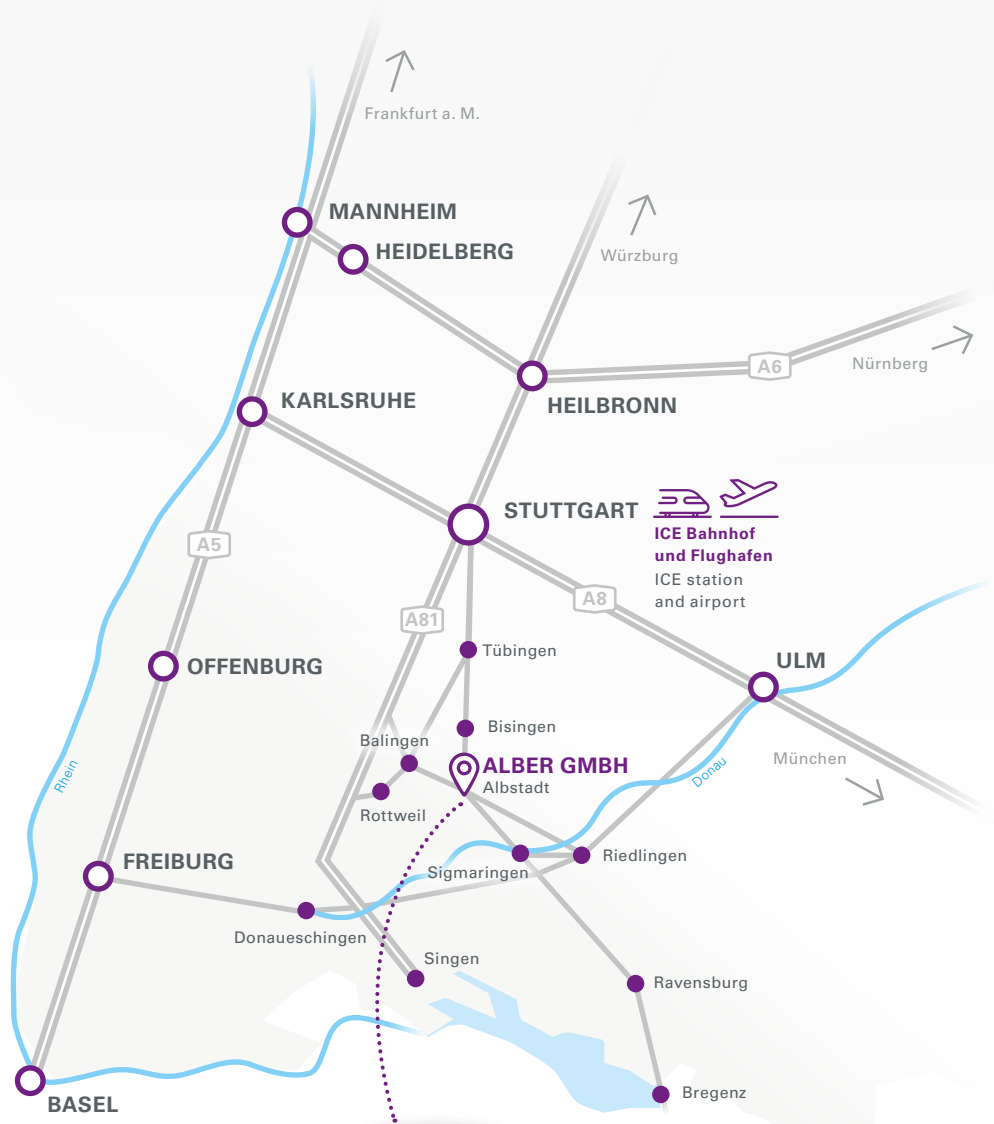 Frankfurt a. M.
MANNHEIM
HEIDELBERG
Würzburg
A6
Nürnberg
KARLSRUHE
HEILBRONN
STUTTGART
ICE Bahnhof
und Flughafen
ICE station
and airport
A5
A8
A81
Tübingen
OFFENBURG
ULM
Bisingen
Balingen
München
ALBER GMBH
Albstadt
Rhein
Donau
Rottweil
Riedlingen
FREIBURG
Sigmaringen
Donaueschingen
Singen
Ravensburg
Bregenz
BASEL